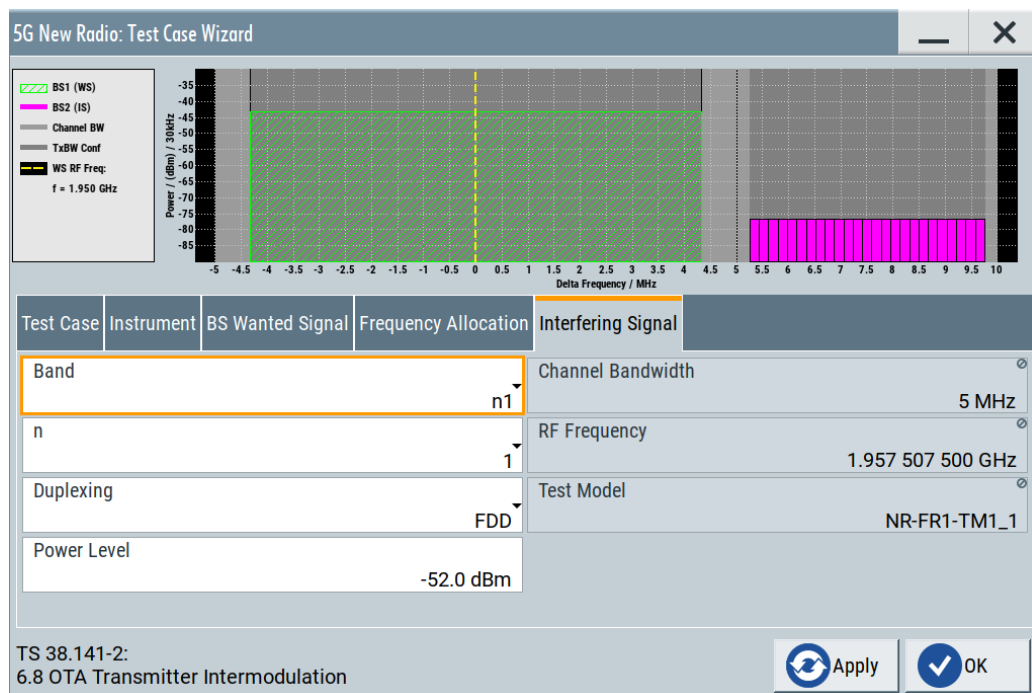 5G New Radio: Test Case Wizard
BS1 (WS)
BS2 (IS)
Channel BW
TxBW Conf
WS RF Freq:
f = 1.950 GHz
Power / (dBm) / 30kHz
-35
-40
-45
-50
-55
-60
-65
-70
-75
-80
-85
-5 -4.5 -4 -3.5 -3 -2.5 -2 -1.5 -1 -0.5 0 0.5 1 1.5 2 2.5 3 3.5 4 4.5 5 5.5 6 6.5 7 7.5 8 8.5 9 9.5 10
Delta Frequency / MHz
Test Case Instrument BS Wanted Signal Frequency Allocation Interfering Signal
Band
n1
Channel Bandwidth
5 MHz
n
1
RF Frequency
1.957 507 500 GHz
Duplexing
FDD
Test Model
NR-FR1-TM1_1
Power Level
-52.0 dBm
TS 38.141-2:
6.8 OTA Transmitter Intermodulation
Apply
OK